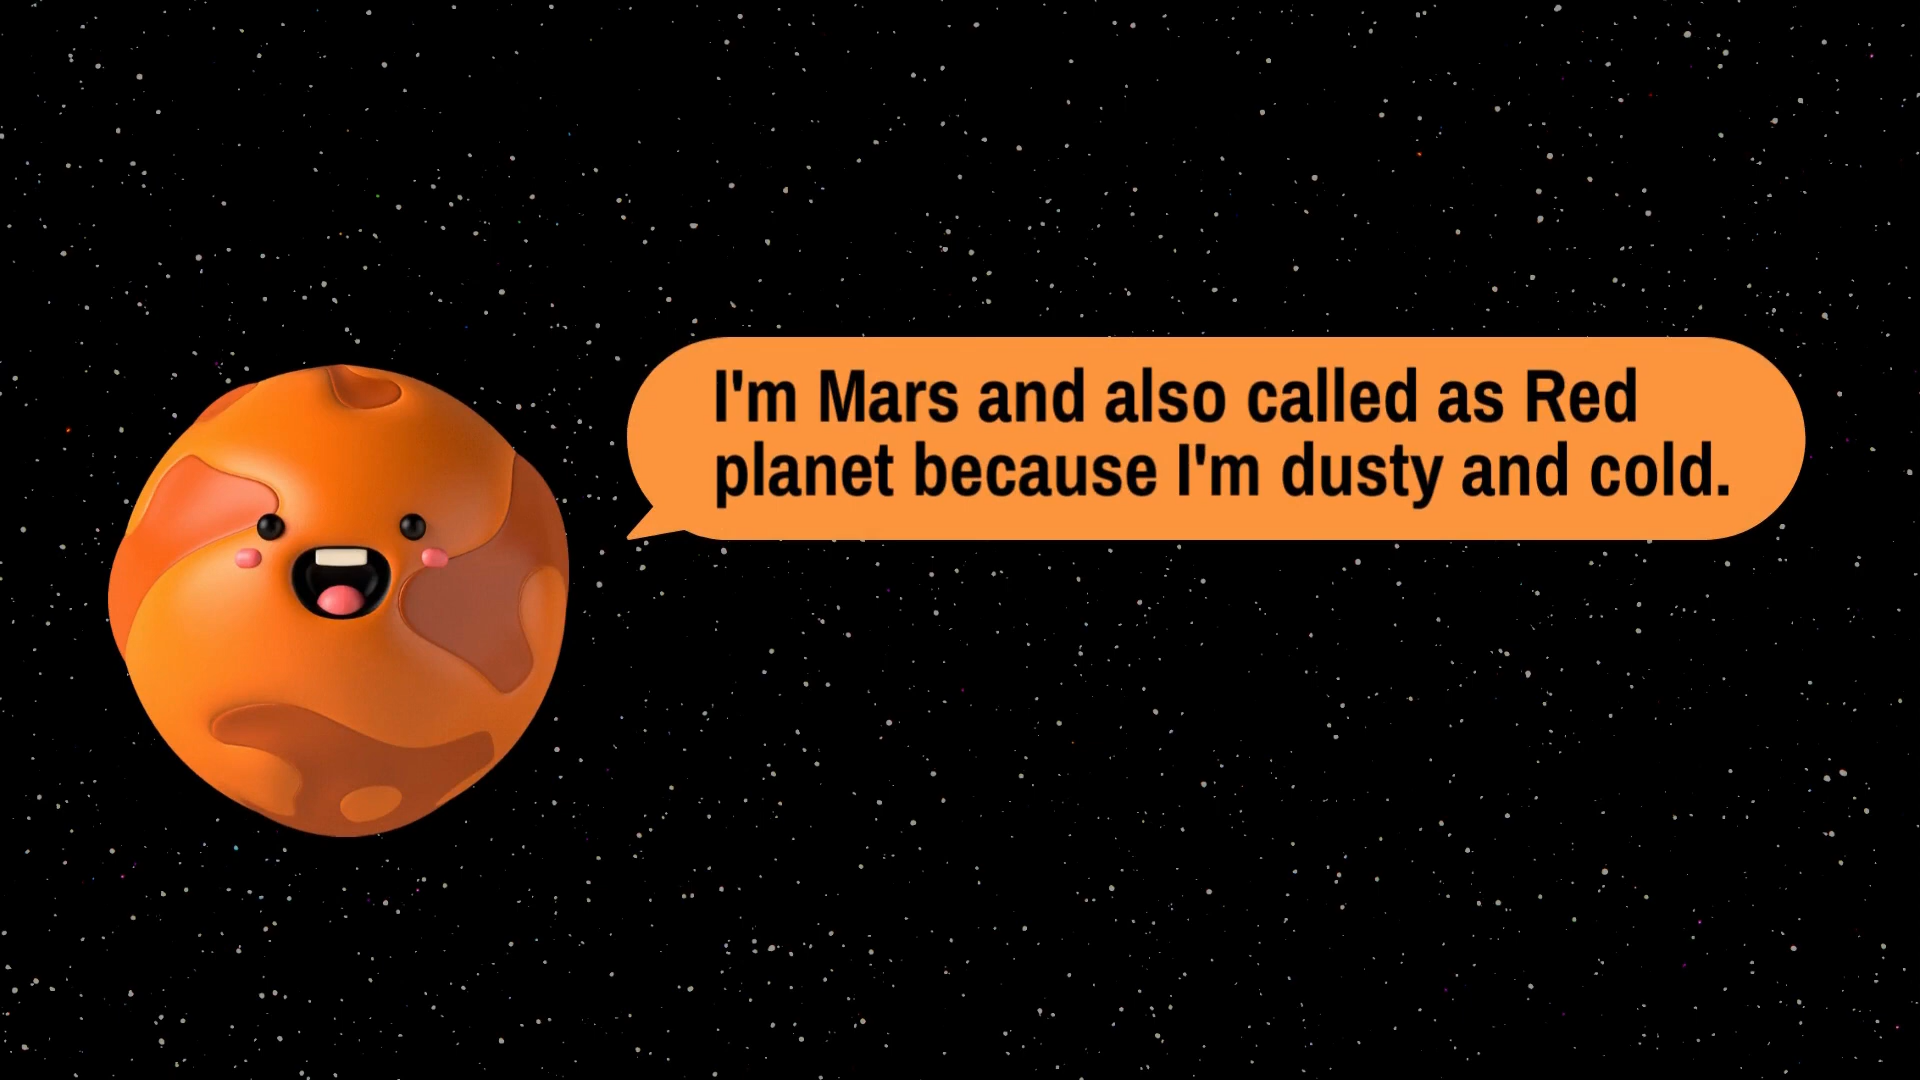 I'm Mars and also called as Red
planet because I'm dusty and cold.